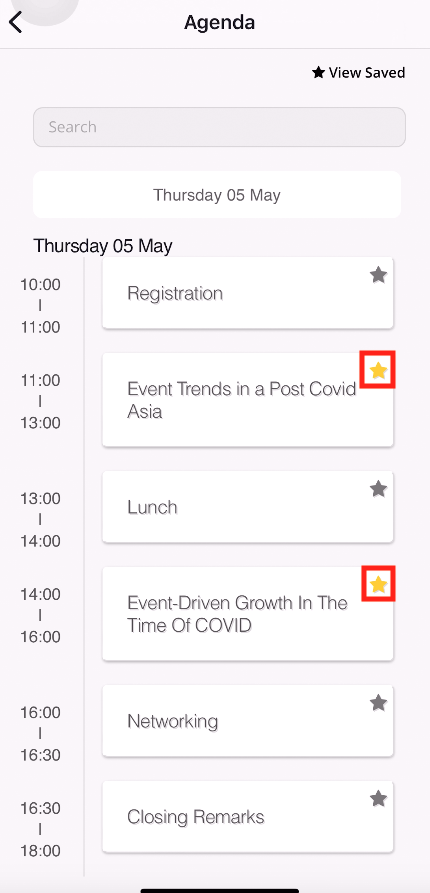 Agenda
★ View Saved
Search
Thursday 05 May
Thursday 05 May
10:00
|
11:00
Registration
11:00
|
13:00
Event Trends in a Post Covid
Asia
13:00
|
14:00
Lunch
14:00
|
16:00
Event-Driven Growth In The
Time Of COVID
16:00
|
16:30
Networking
16:30
|
18:00
Closing Remarks